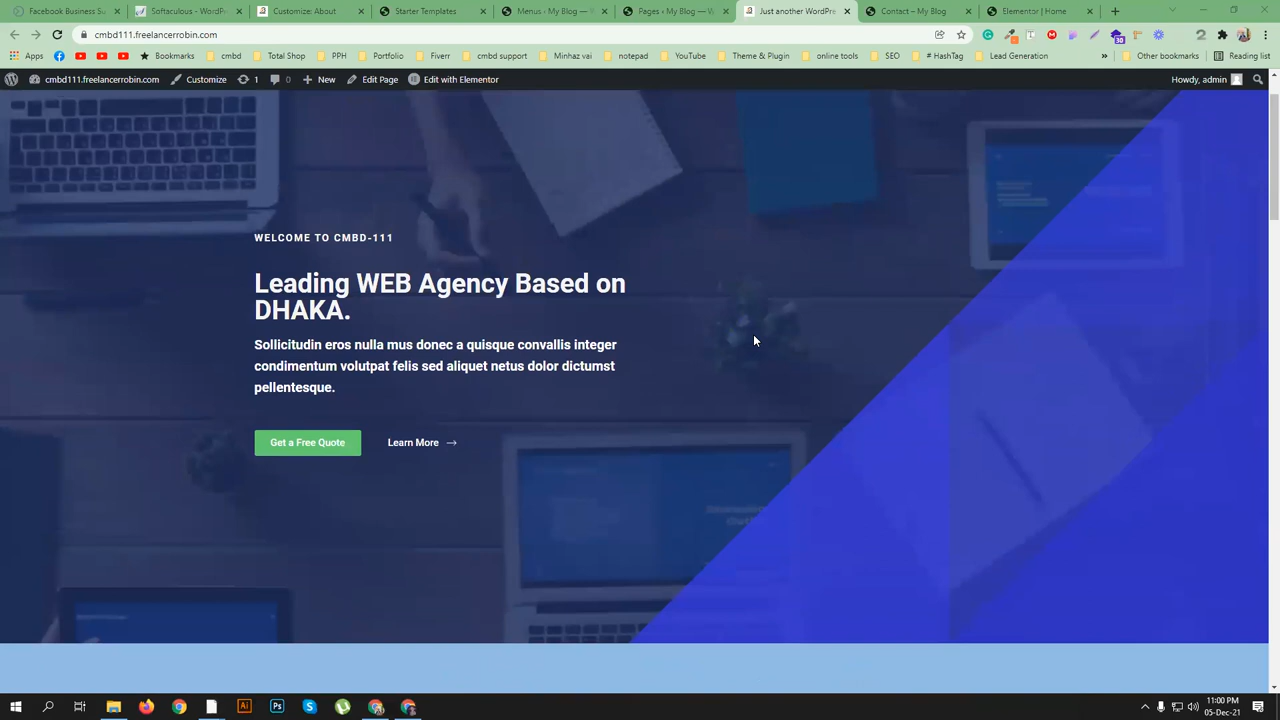 Facebook Business Su
Softaculous - WordPr
Customize: About
Starter Templates
Menus ‹ My Blog — W
Pages ‹ My Blog — W
Just another WordPre
Contact – My Blog
Elementor | Home
cmbd111.freelancerrobin.com
Apps
Bookmarks
cmbd
Total Shop
PPH
Portfolio
Fiverr
cmbd support
Minhaz vai
notepad
YouTube
Theme & Plugin
online tools
SEO
# HashTag
Lead Generation
Other bookmarks
Reading list
cmbd111.freelancerrobin.com
Customize
1
0
New
Edit Page
Edit with Elementor
Howdy, admin
WELCOME TO CMBD-111
Leading WEB Agency Based on
DHAKA.
Sollicitudin eros nulla mus donec a quisque convallis integer
condimentum volutpat felis sed aliquet netus dolor dictumst
pellentesque.
Get a Free Quote
Learn More →
11:00 PM
05-Dec-21